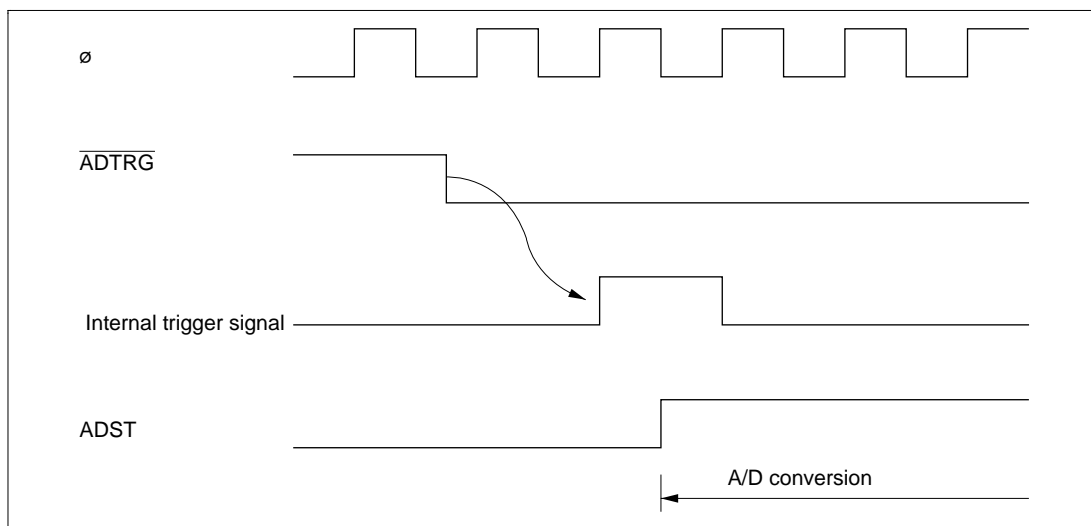 ø
ADTRG
Internal trigger signal
ADST
A/D conversion